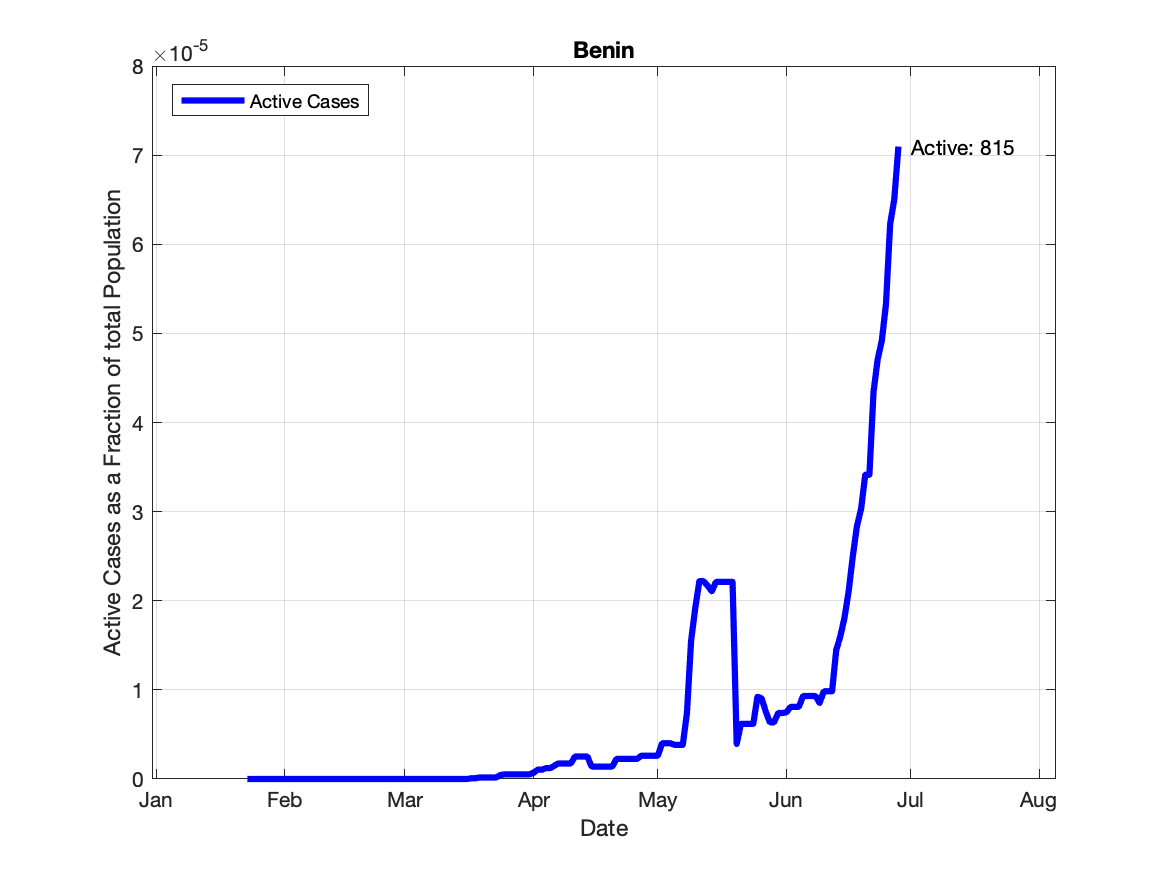 Benin
×10-5
Active Cases
Active: 815
Active Cases as a Fraction of total Population
8
7
6
5
4
3
2
1
0
Jan Feb Mar Apr May Jun Jul Aug
Date